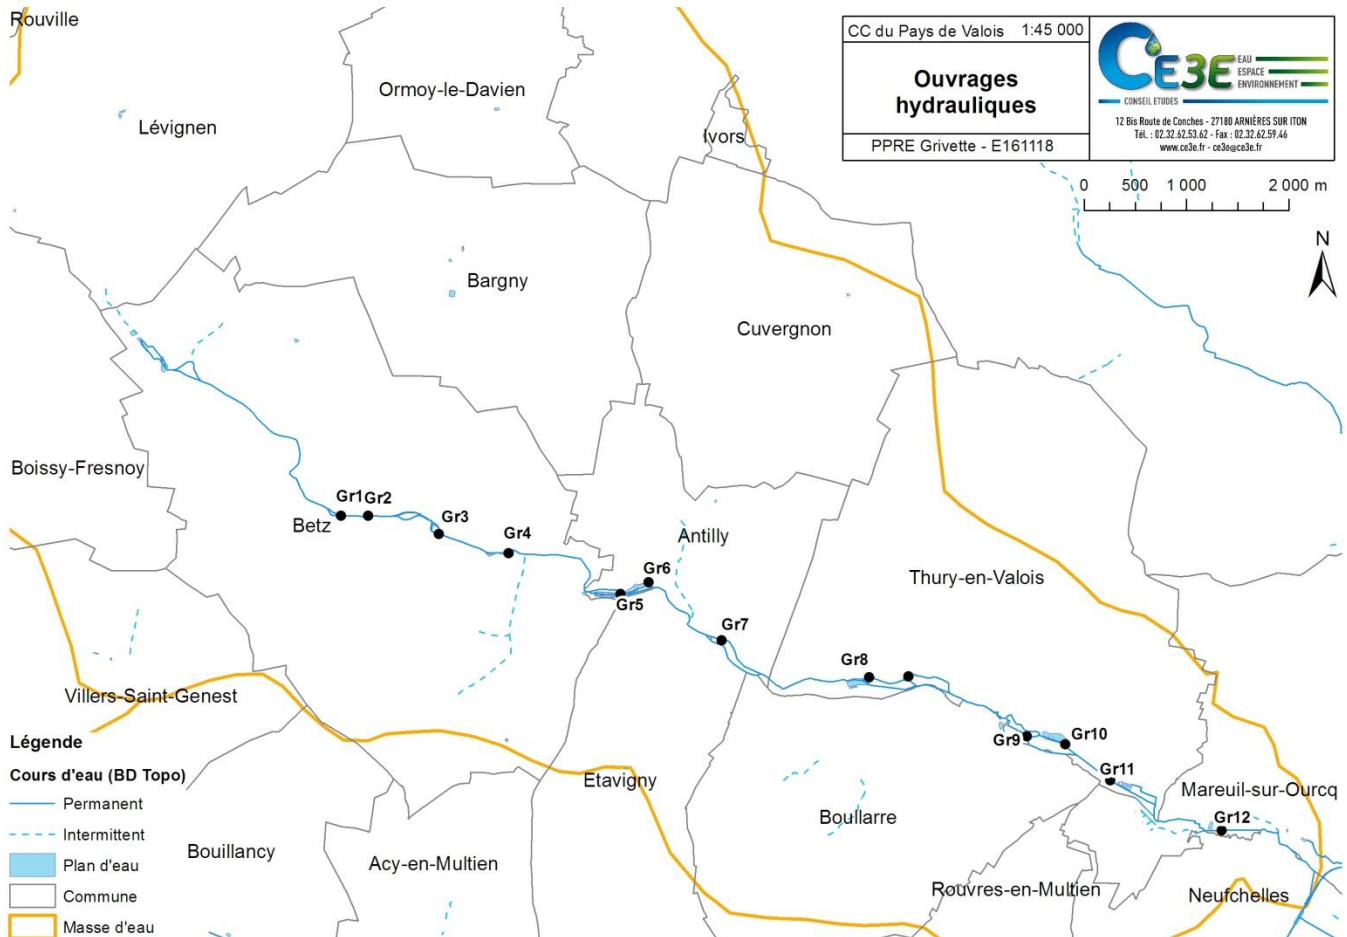 Rouville
Ormoy-le-Davien
Lévignen
Ivors
CC du Pays de Valois 1:45 000
Ouvrages
hydrauliques
PPRE Grivette - E161118
CE3E
EAU
ESPACE
ENVIRONNEMENT
CONSEIL ETUDES
12 Bis Route de Conches - 27180 ARNIÈRES SUR ITON
Tél. : 02.32.62.53.62 - Fax : 02.32.62.59.46
www.ce3e.fr - ce3e@ce3e.fr
0 500 1 000 2 000 m
N
Bargny
Cuvergnon
Boissy-Fresnoy
Betz
Gr1 Gr2
Gr3
Gr4
Antilly
Gr6
Gr5
Thury-en-Valois
Gr7
Gr8
Villers-Saint-Genest
Gr9
Gr10
Gr11
Etavigny
Mareuil-sur-Ourcq
Boullarre
Gr12
Bouillancy
Acy-en-Multien
Rouvres-en-Multien
Neufchelles
Légende
Cours d'eau (BD Topo)
Permanent
Intermittent
Plan d'eau
Commune
Masse d'eau